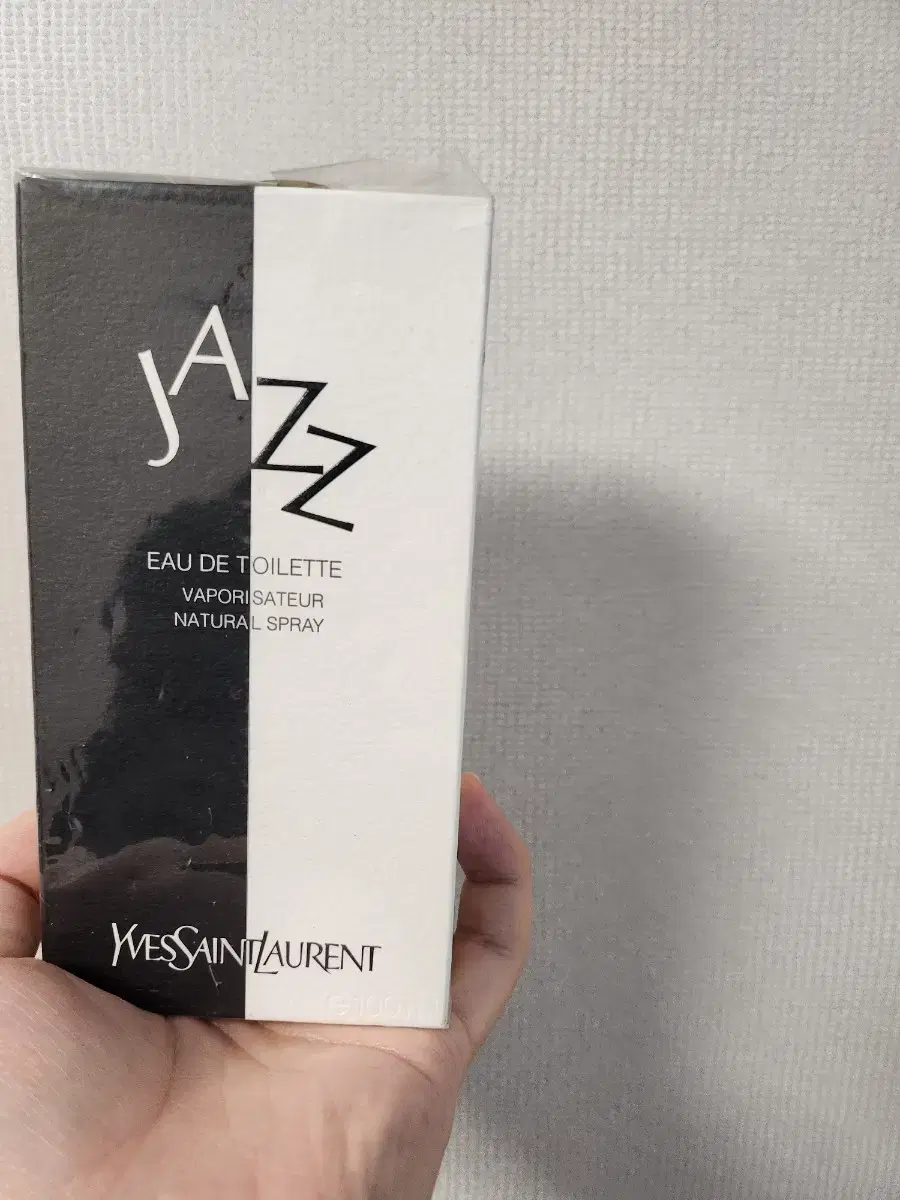 JAZZ
EAU DE TOILETTE
VAPORISATEUR
NATURAL SPRAY
YVESSAINTLAURENT